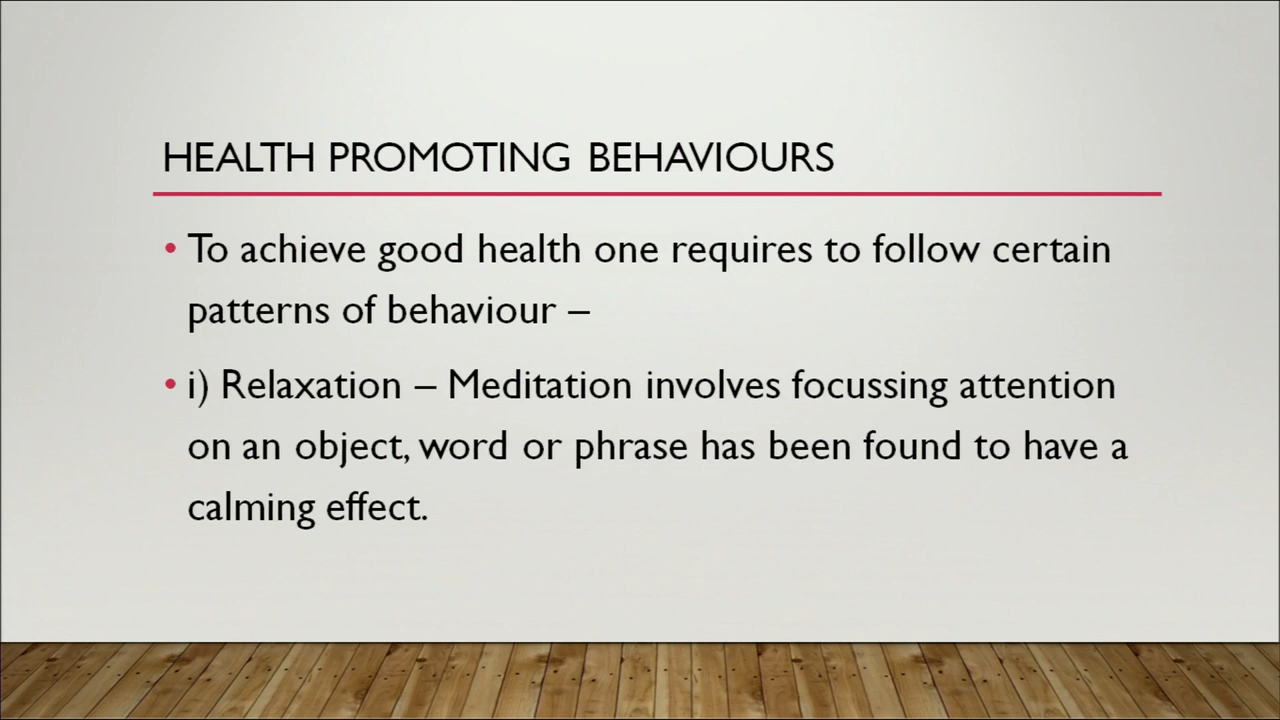 HEALTH PROMOTING BEHAVIOURS
• To achieve good health one requires to follow certain
patterns of behaviour –
• i) Relaxation – Meditation involves focussing attention
on an object, word or phrase has been found to have a
calming effect.